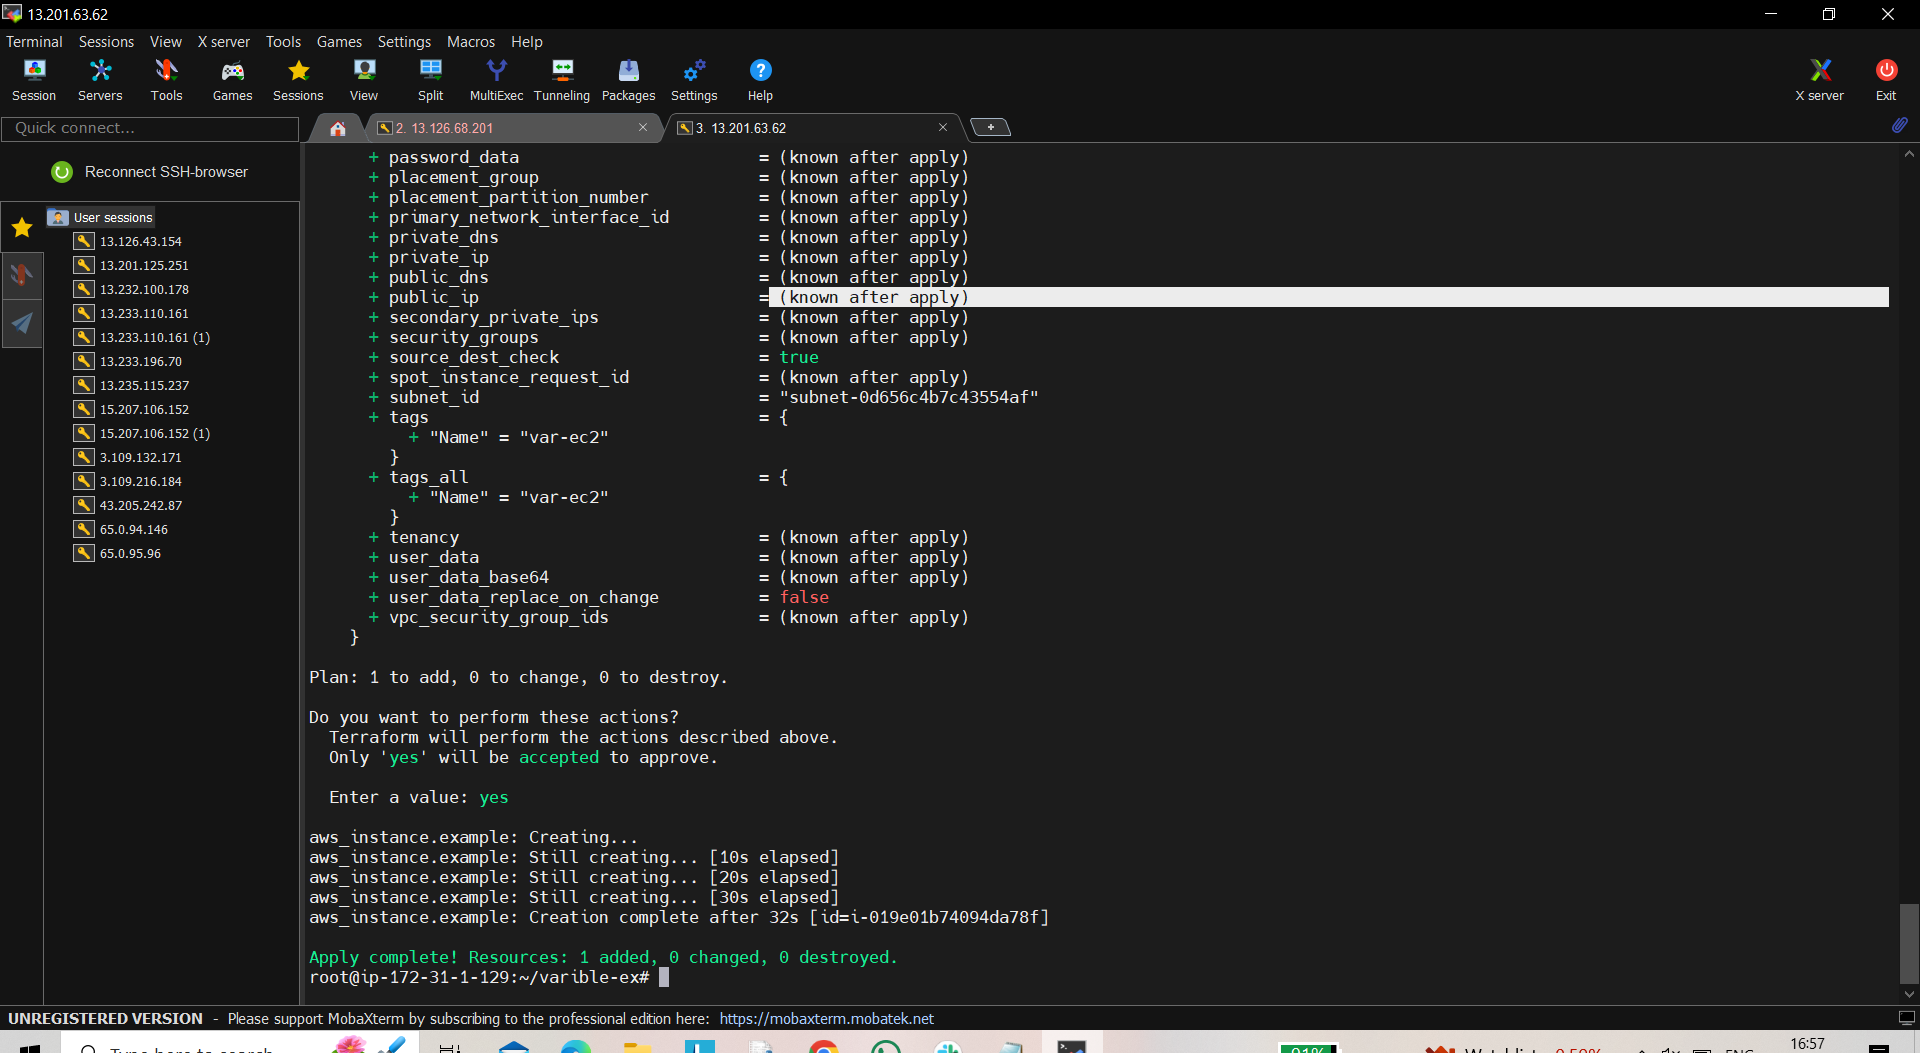 13.201.63.62
Terminal Sessions View X server Tools Games Settings Macros Help
Session Servers Tools Games Sessions View Split MultiExec Tunneling Packages Settings Help X server Exit
Quick connect...
2. 13.126.68.201
3. 13.201.63.62
Reconnect SSH-browser
User sessions
13.126.43.154
13.201.125.251
13.232.100.178
13.233.110.161
13.233.110.161 (1)
13.233.196.70
13.235.115.237
15.207.106.152
15.207.106.152 (1)
3.109.132.171
3.109.216.184
43.205.242.87
65.0.94.146
65.0.95.96
+ password_data = (known after apply)
+ placement_group = (known after apply)
+ placement_partition_number = (known after apply)
+ primary_network_interface_id = (known after apply)
+ private_dns = (known after apply)
+ private_ip = (known after apply)
+ public_dns = (known after apply)
+ public_ip = (known after apply)
+ secondary_private_ips = (known after apply)
+ security_groups = (known after apply)
+ source_dest_check = true
+ spot_instance_request_id = (known after apply)
+ subnet_id = "subnet-0d656c4b7c43554af"
+ tags = {
+ "Name" = "var-ec2"
}
+ tags_all = {
+ "Name" = "var-ec2"
}
+ tenancy = (known after apply)
+ user_data = (known after apply)
+ user_data_base64 = (known after apply)
+ user_data_replace_on_change = false
+ vpc_security_group_ids = (known after apply)
}
Plan: 1 to add, 0 to change, 0 to destroy.
Do you want to perform these actions?
Terraform will perform the actions described above.
Only 'yes' will be accepted to approve.
Enter a value: yes
aws_instance.example: Creating...
aws_instance.example: Still creating... [10s elapsed]
aws_instance.example: Still creating... [20s elapsed]
aws_instance.example: Still creating... [30s elapsed]
aws_instance.example: Creation complete after 32s [id=i-019e01b74094da78f]
Apply complete! Resources: 1 added, 0 changed, 0 destroyed.
root@ip-172-31-1-129:~/varible-ex#
UNREGISTERED VERSION - Please support MobaXterm by subscribing to the professional edition here: https://mobaxterm.mobatek.net
Type here to search
16:57